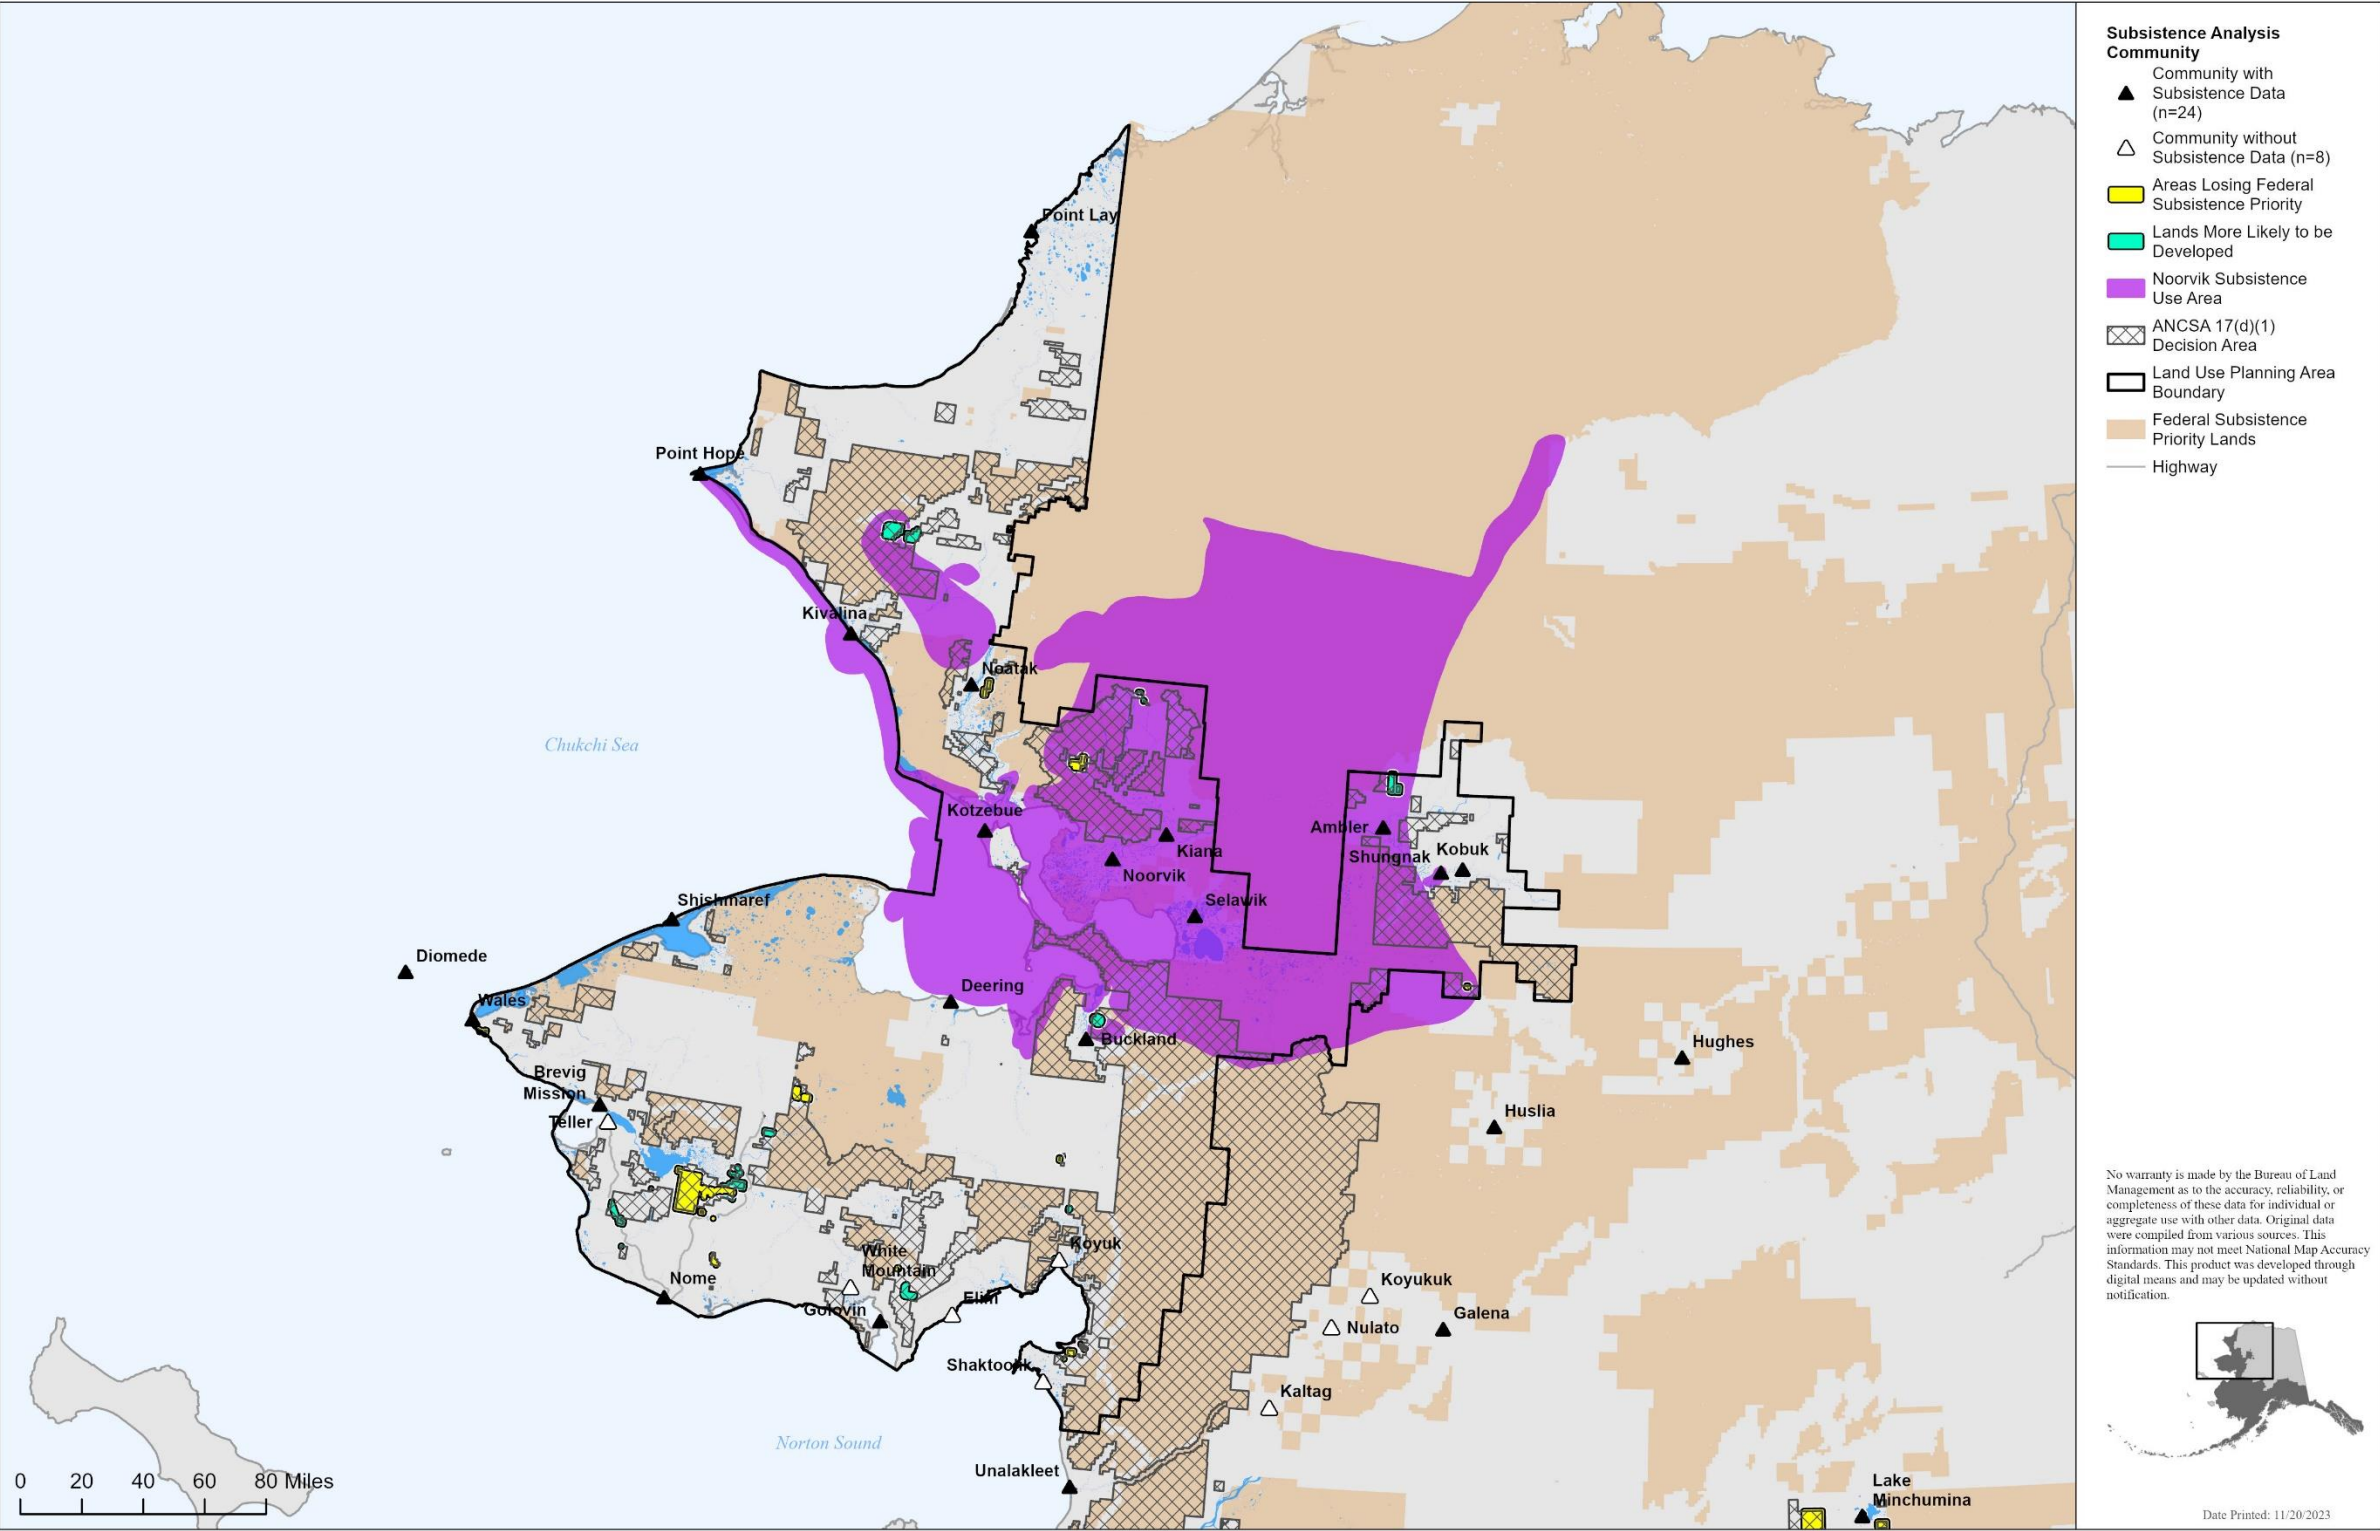 Point Lay
Point Hope
Kivalina
Noatak
Chukchi Sea
Kotzebue
Kiana
Noorvik
Selawik
Ambler
Shungnak
Kobuk
Shishmaref
Diomede
Wales
Deering
Buckland
Hughes
Huslia
Brevig
Mission
Teller
White
Mountain
Koyuk
Nome
Golovin
Elim
Koyukuk
Nulato
Galena
Shaktoolik
Kaltag
Norton Sound
Unalakleet
Lake
Minchumina
0 20 40 60 80 Miles
Subsistence Analysis
Community
Community with
Subsistence Data
(n=24)
Community without
Subsistence Data (n=8)
Areas Losing Federal
Subsistence Priority
Lands More Likely to be
Developed
Noorvik Subsistence
Use Area
ANCSA 17(d)(1)
Decision Area
Land Use Planning Area
Boundary
Federal Subsistence
Priority Lands
Highway
No warranty is made by the Bureau of Land
Management as to the accuracy, reliability, or
completeness of these data for individual or
aggregate use with other data. Original data
were compiled from various sources. This
information may not meet National Map Accuracy
Standards. This product was developed through
digital means and may be updated without
notification.
Date Printed: 11/20/2023